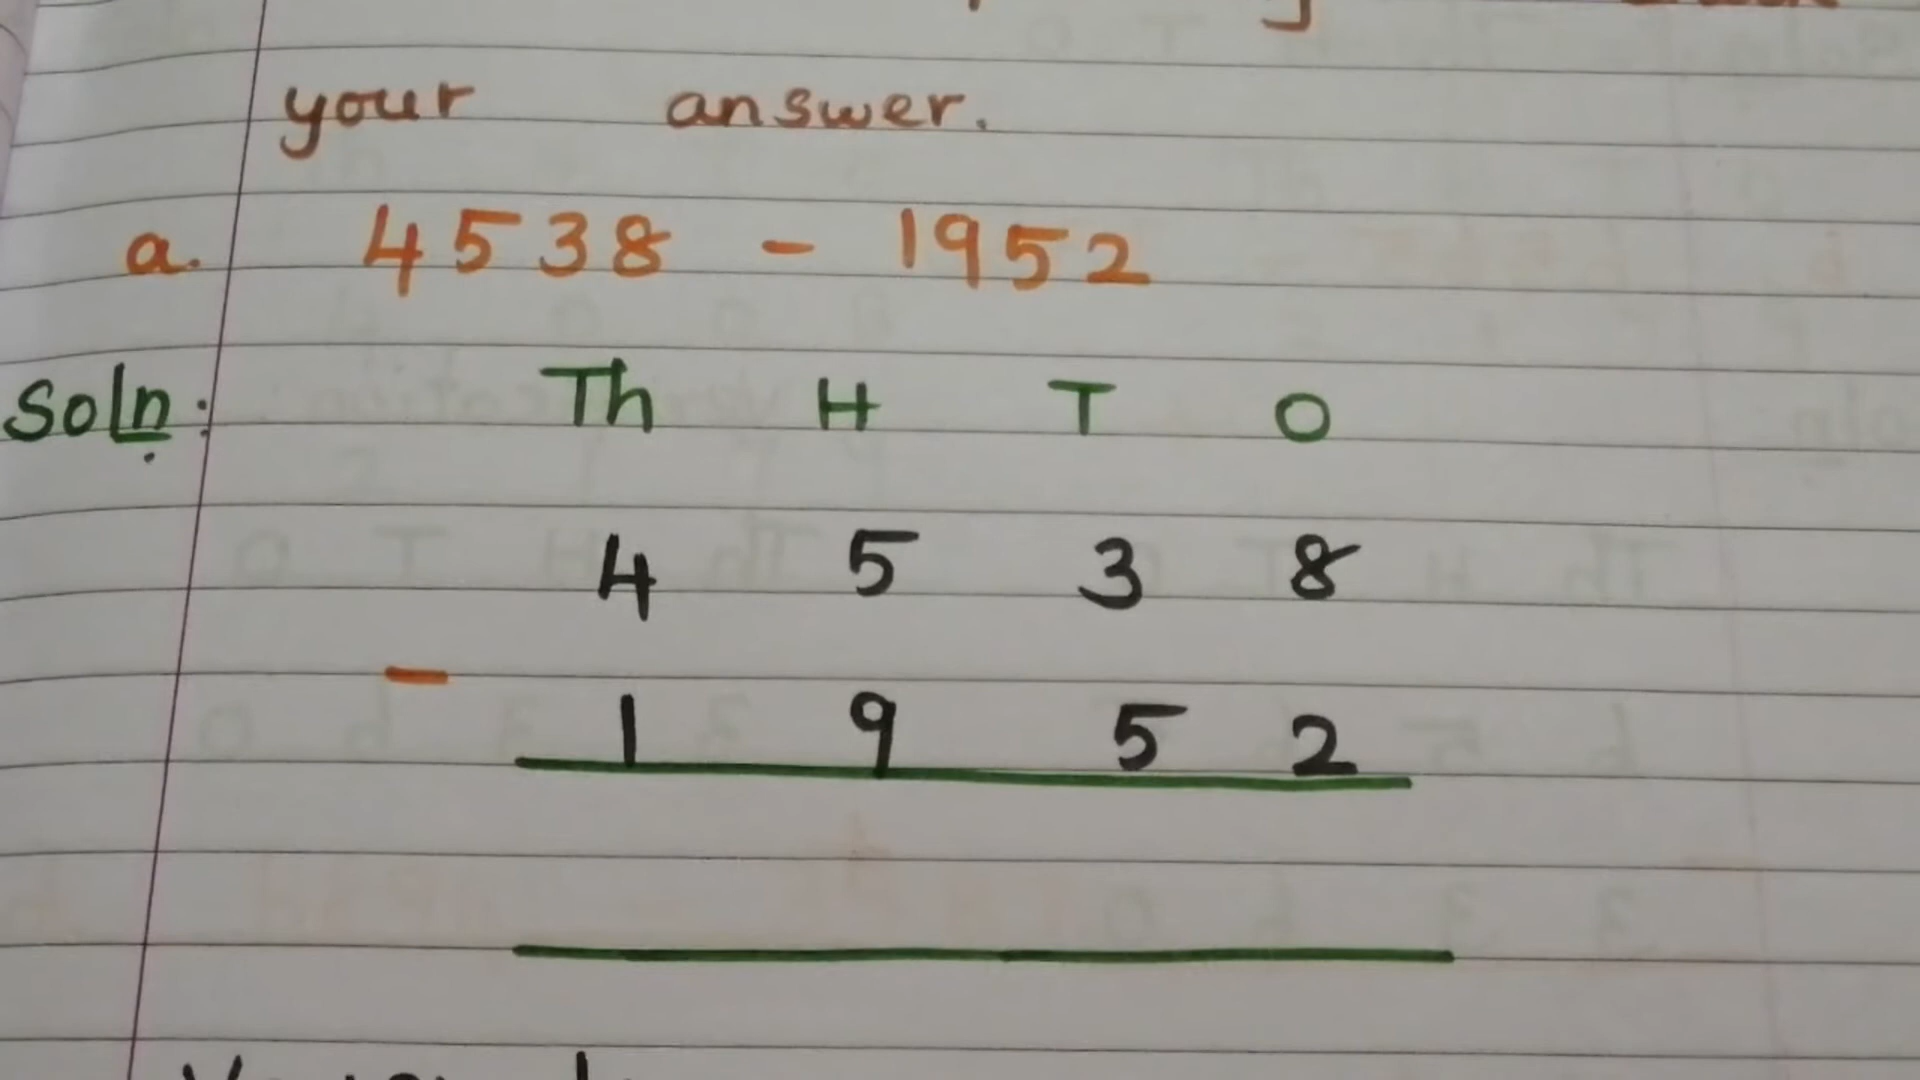 your answer.
a. 4538 - 1952
Soln: Th H T O
4 5 3 8
-
1 9 5 2